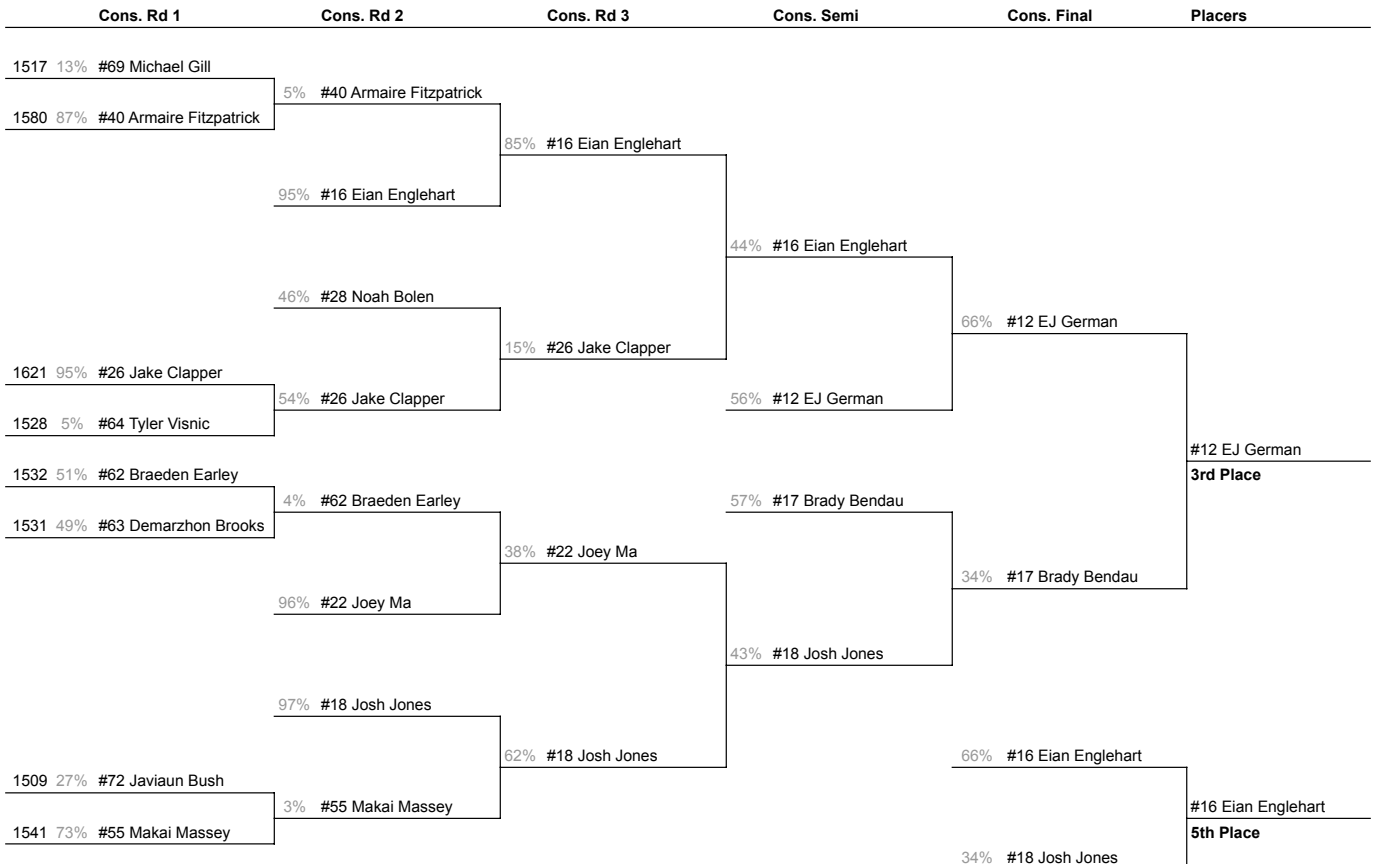 Cons. Rd 1 Cons. Rd 2 Cons. Rd 3 Cons. Semi Cons. Final Placers
1517 13% #69 Michael Gill
5% #40 Armaire Fitzpatrick
1580 87% #40 Armaire Fitzpatrick
85% #16 Eian Englehart
95% #16 Eian Englehart
44% #16 Eian Englehart
46% #28 Noah Bolen
66% #12 EJ German
15% #26 Jake Clapper
1621 95% #26 Jake Clapper
54% #26 Jake Clapper 56% #12 EJ German
1528 5% #64 Tyler Visnic
#12 EJ German
1532 51% #62 Braeden Earley
3rd Place
4% #62 Braeden Earley 57% #17 Brady Bendau
1531 49% #63 Demarzhon Brooks
38% #22 Joey Ma
34% #17 Brady Bendau
96% #22 Joey Ma
43% #18 Josh Jones
97% #18 Josh Jones
62% #18 Josh Jones 66% #16 Eian Englehart
1509 27% #72 Javiaun Bush
3% #55 Makai Massey #16 Eian Englehart
1541 73% #55 Makai Massey
5th Place
34% #18 Josh Jones